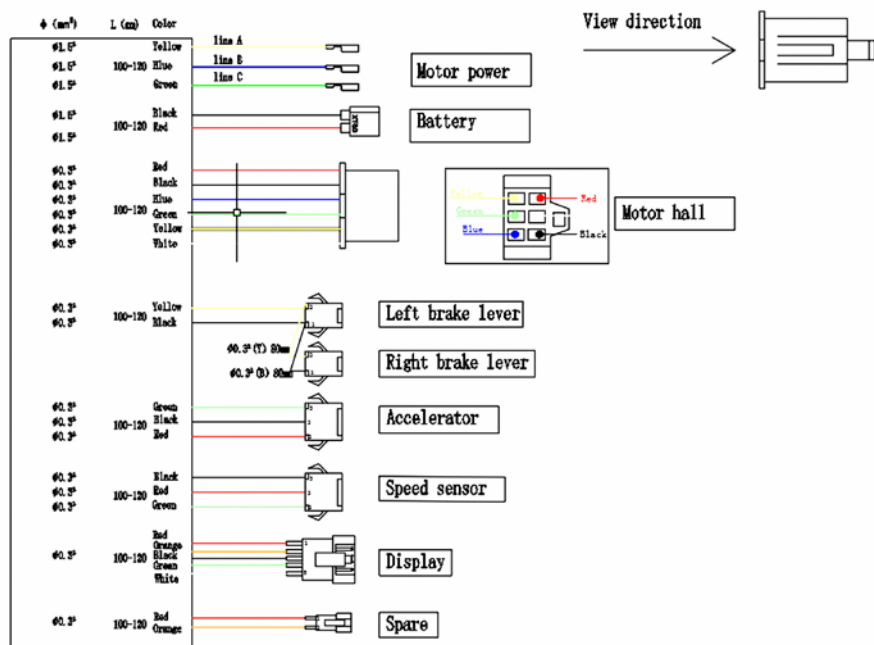 Φ (mm²) L (mm) Color
View direction
Φ1.5² Yellow line A
Φ1.5² 100-120 Blue line B
Φ1.5² Green line C
Motor power
Φ1.5² Black
100-120 Red
Φ1.5²
Battery
Φ0.3² Red
Φ0.3² Black
Φ0.3² Blue
Φ0.3² 100-120 Green
Φ0.3² Yellow
Φ0.3² White
Yellow Red
Green
Blue Black
Motor hall
Φ0.3² Yellow
Φ0.3² 100-120 Black
Left brake lever
Φ0.3²(Y) 80mm
Φ0.3²(B) 80mm
Right brake lever
Φ0.3² Green
Φ0.3² Black
Φ0.3² 100-120 Red
Accelerator
Φ0.3² Black
Φ0.3² 100-120 Red
Φ0.3² Green
Speed sensor
Red
Orange
Φ0.3² 100-120 Black
Green
White
Display
Φ0.3² 100-120 Red
Orange
Spare